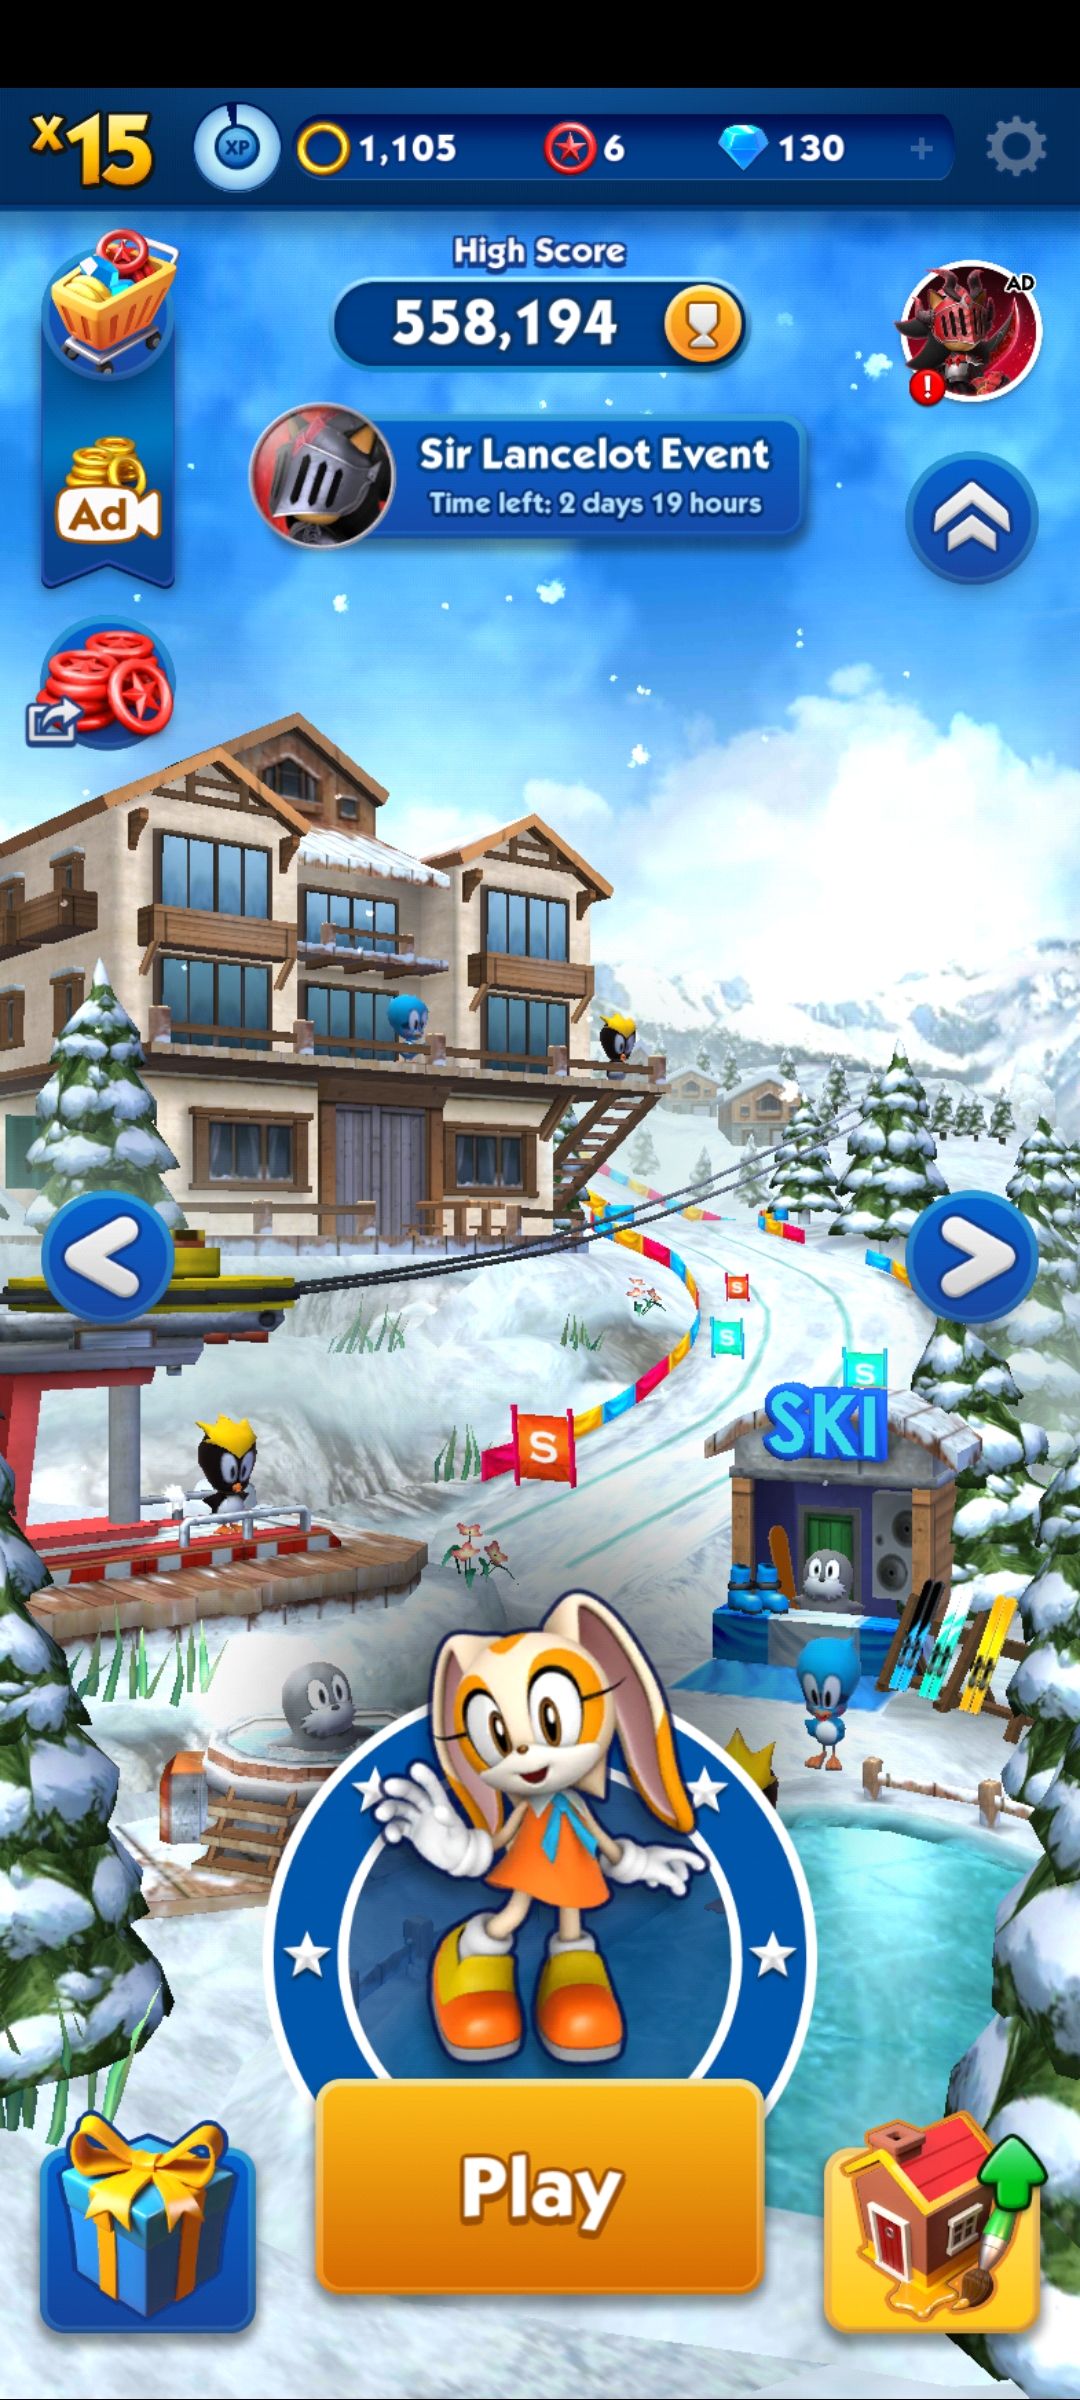 x15
XP
1,105
6
130
+
High Score
558,194
AD
!
Sir Lancelot Event
Time left: 2 days 19 hours
Ad
S
S
S
SKI
S
Play